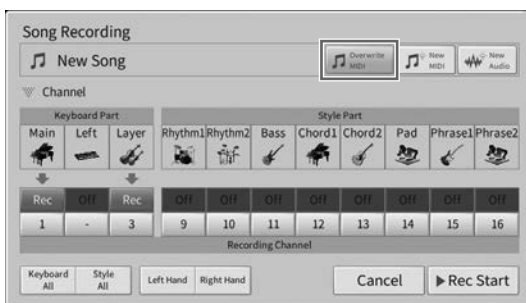 Song Recording
New Song
Overwrite MIDI
New MIDI
New Audio
Channel
Keyboard Part
Style Part
Main Left Layer Rhythm1 Rhythm2 Bass Chord1 Chord2 Pad Phrase1 Phrase2
Rec Off Rec Off Off Off Off Off Off Off Off
1 - 3 9 10 11 12 13 14 15 16
Recording Channel
Keyboard All
Style All
Left Hand Right Hand
Cancel
Rec Start